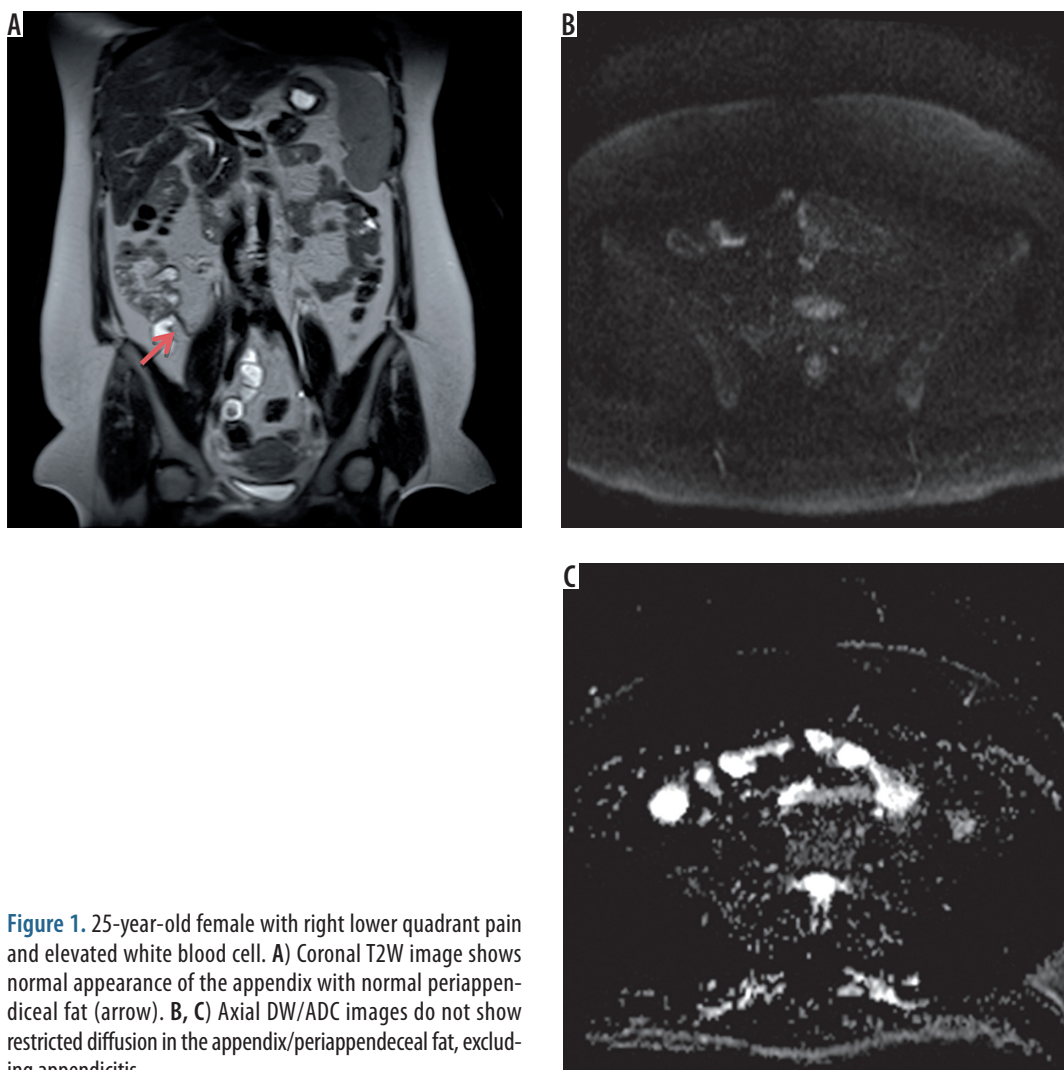 A
B
C
Figure 1. 25-year-old female with right lower quadrant pain
and elevated white blood cell. A) Coronal T2W image shows
normal appearance of the appendix with normal periappen-
diceal fat (arrow). B, C) Axial DW/ADC images do not show
restricted diffusion in the appendix/periappendeceal fat, exclud-
ing appendicitis